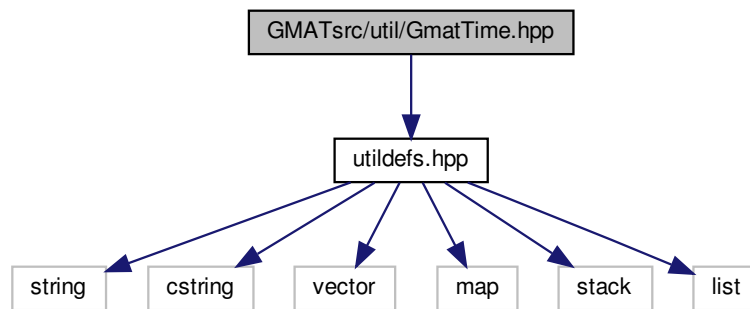 GMATsrc/util/GmatTime.hpp
utildefs.hpp
string
cstring
vector
map
stack
list